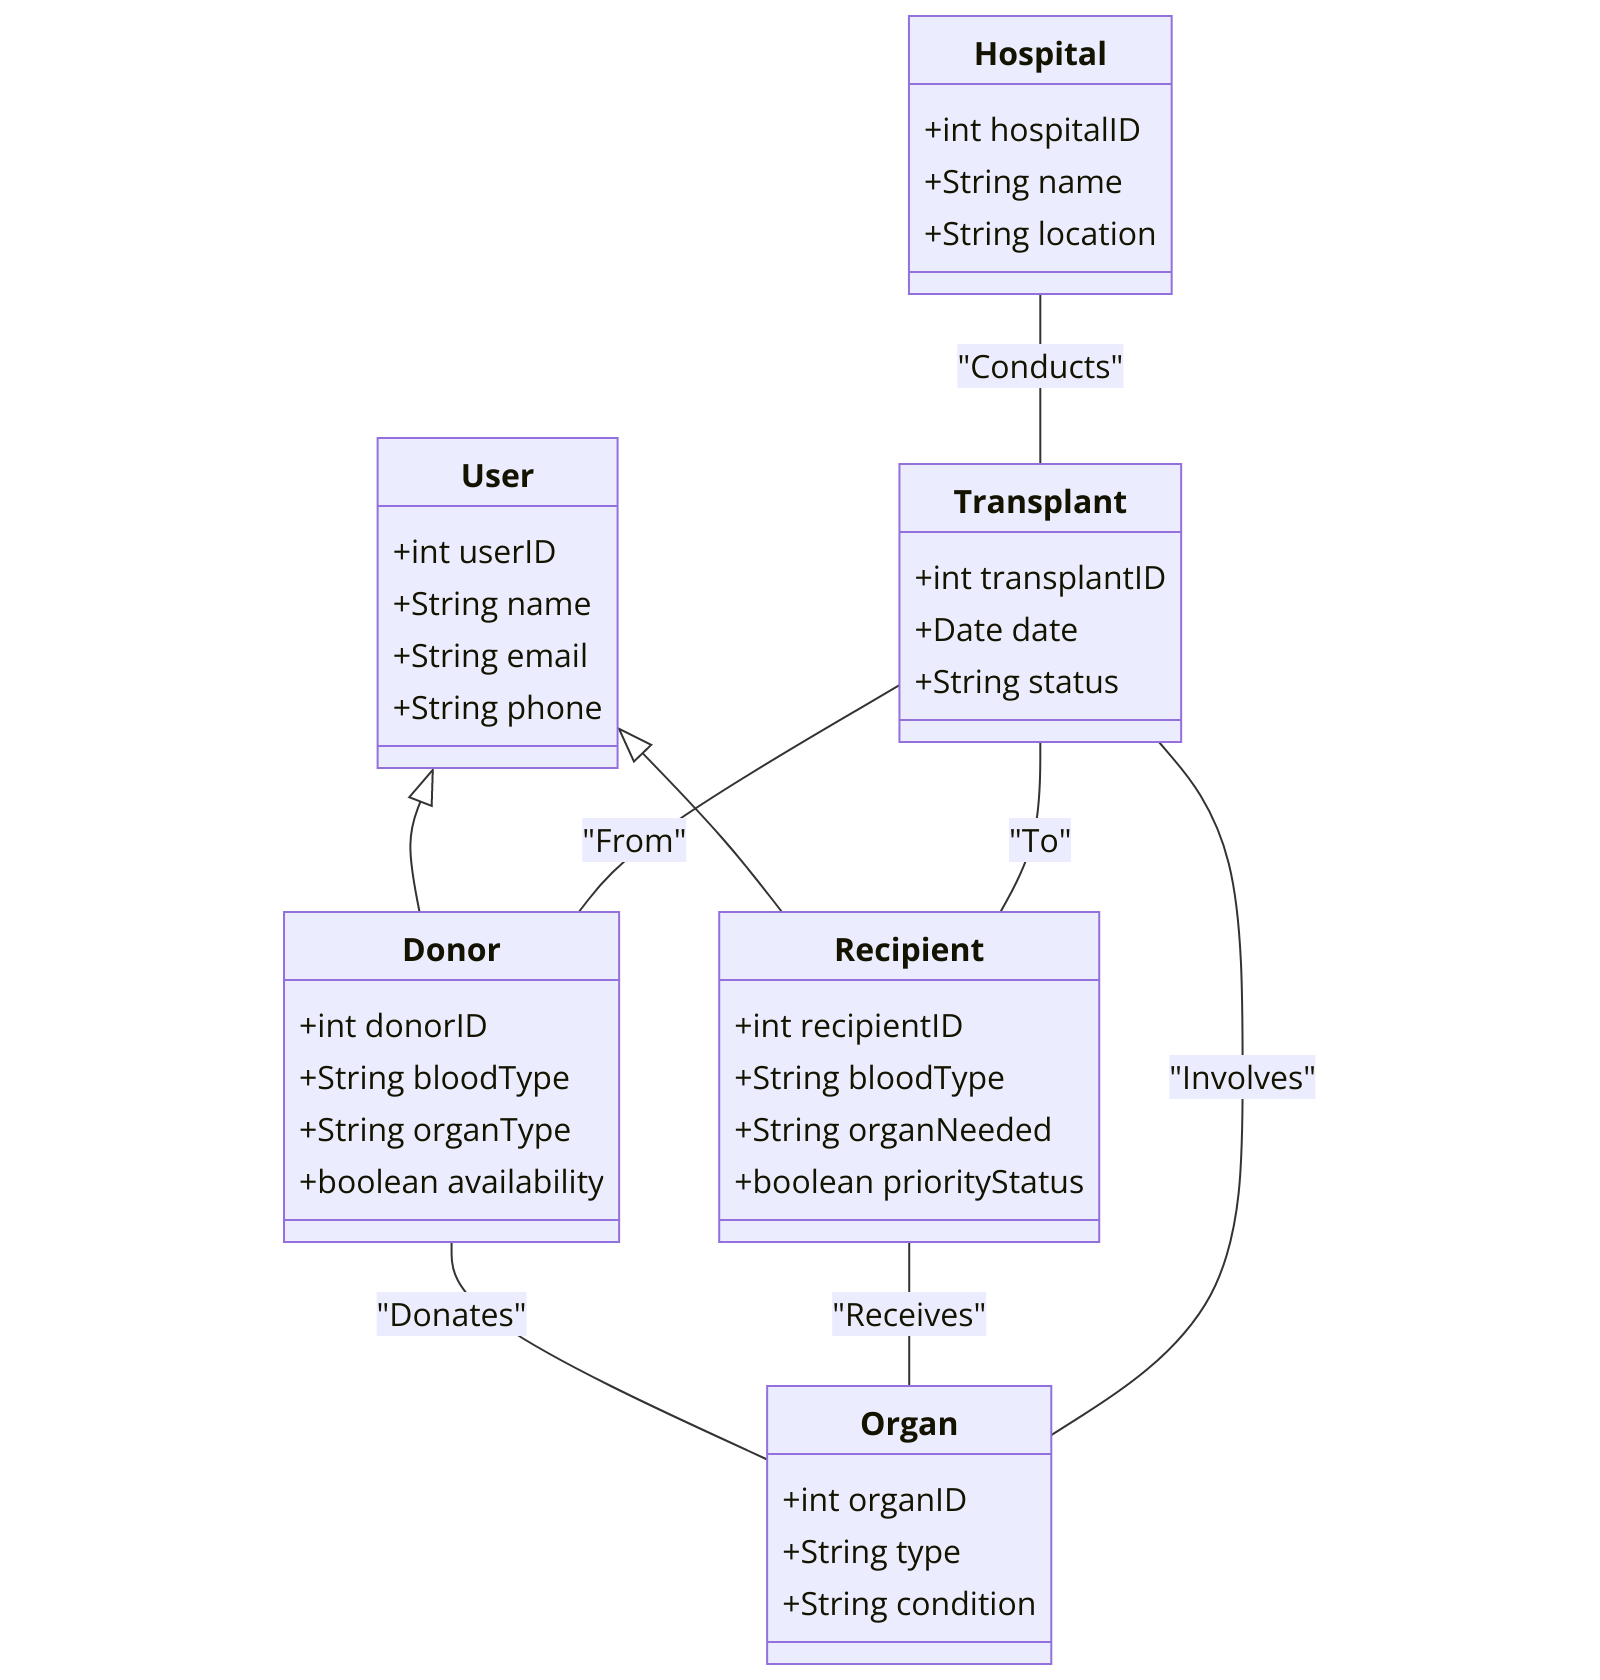 Hospital
+int hospitalID
+String name
+String location
"Conducts"
User
+int userID
+String name
+String email
+String phone
Transplant
+int transplantID
+Date date
+String status
"From"
"To"
Donor
+int donorID
+String bloodType
+String organType
+boolean availability
Recipient
+int recipientID
+String bloodType
+String organNeeded
+boolean priorityStatus
"Involves"
"Donates"
"Receives"
Organ
+int organID
+String type
+String condition